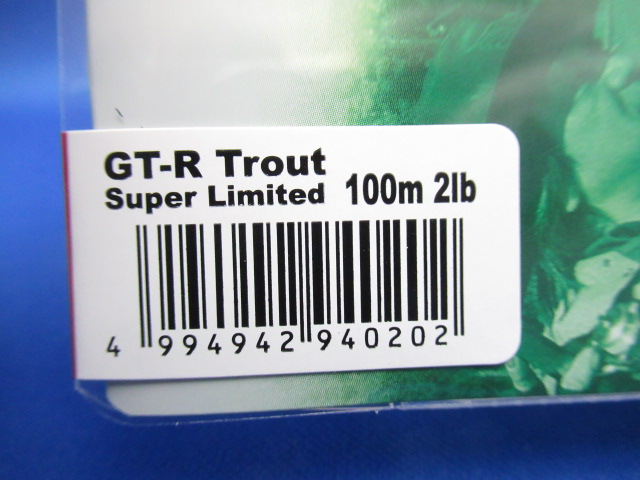 GT-R Trout
Super Limited 100m 2lb
4 994942 940202